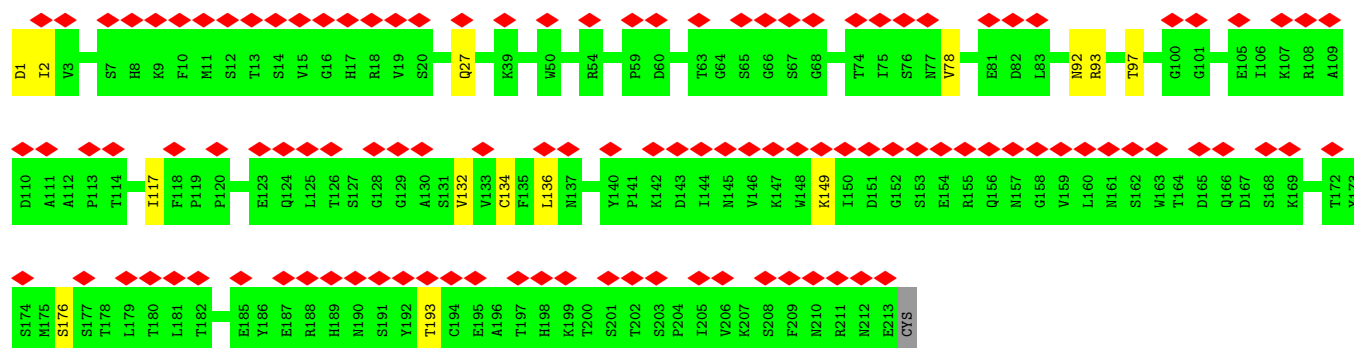 D1 I2 V3 S7 H8 K9 F10 M11 S12 T13 S14 V15 G16 H17 R18 V19 S20 Q27 K39 W50 R54 P59 D60 T63 G64 S65 G66 S67 G68 T74 I75 S76 N77 V78 E81 D82 L83 N92 R93 T97 G100 G101 E105 I106 K107 R108 A109
D110 A111 A112 P113 T114 I117 F118 P119 P120 E123 Q124 L125 T126 S127 G128 G129 A130 S131 V132 V133 C134 F135 L136 N137 Y140 P141 K142 D143 I144 N145 V146 K147 W148 K149 I150 D151 G152 S153 E154 R155 Q156 N157 G158 V159 L160 N161 S162 W163 T164 D165 Q166 D167 S168 K169 T172 Y173
S174 M175 S176 S177 T178 L179 T180 L181 T182 E185 Y186 E187 R188 H189 N190 S191 Y192 T193 C194 E195 A196 T197 H198 K199 T200 S201 T202 S203 P204 I205 V206 K207 S208 F209 N210 R211 N212 E213 CYS